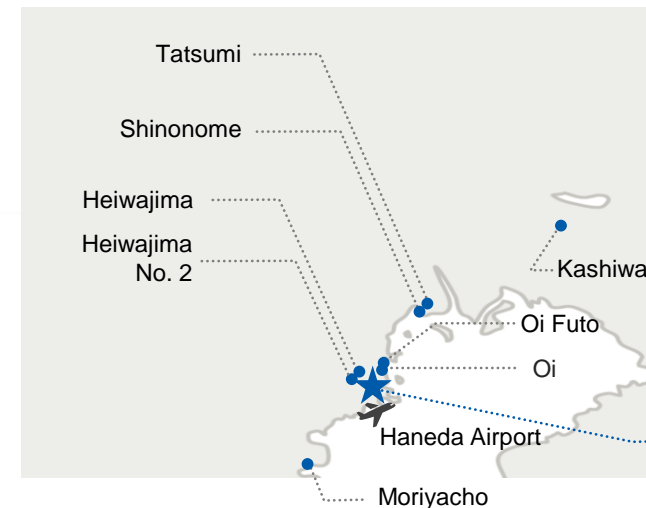 Tatsumi
Shinonome
Heiwajima
Heiwajima
No. 2
Kashiwa
Oi Futo
Oi
Haneda Airport
Moriyacho